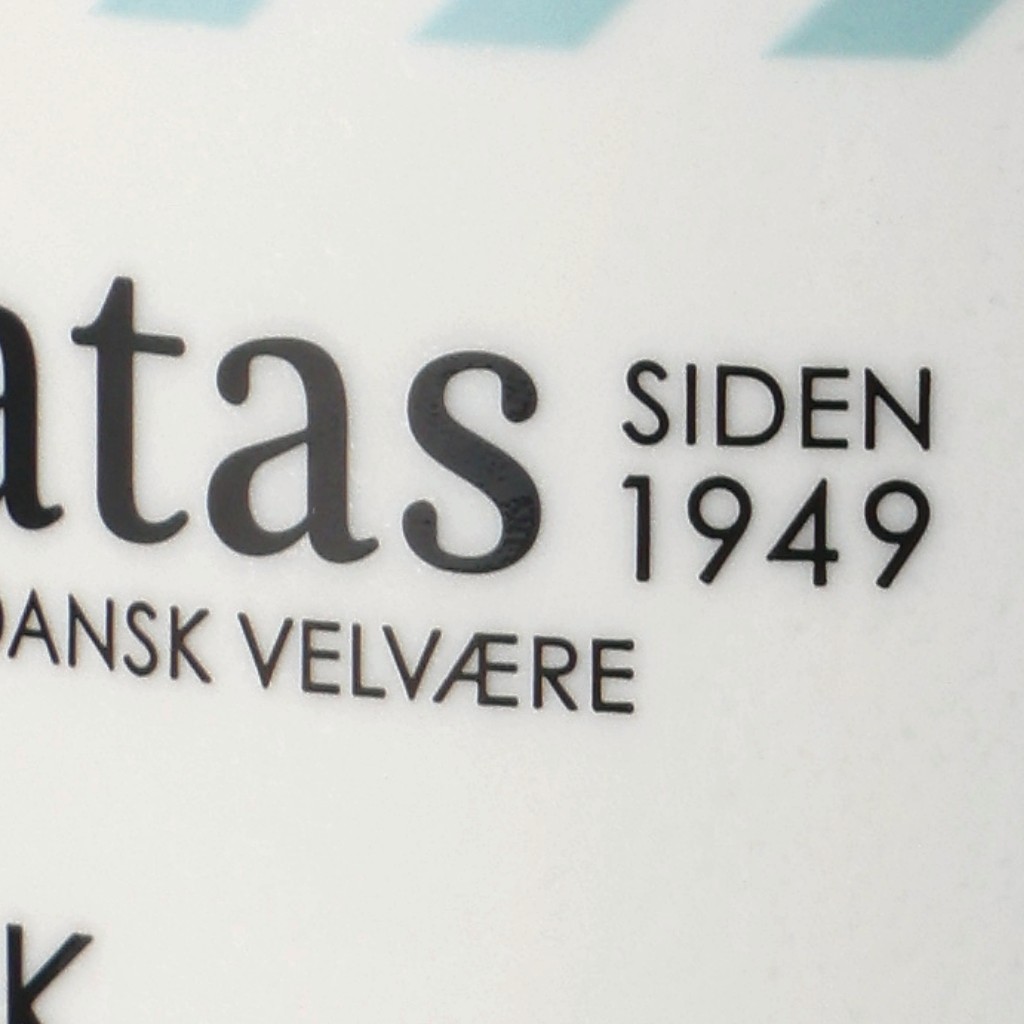 atas SIDEN
1949
DANSK VELVÆRE
K